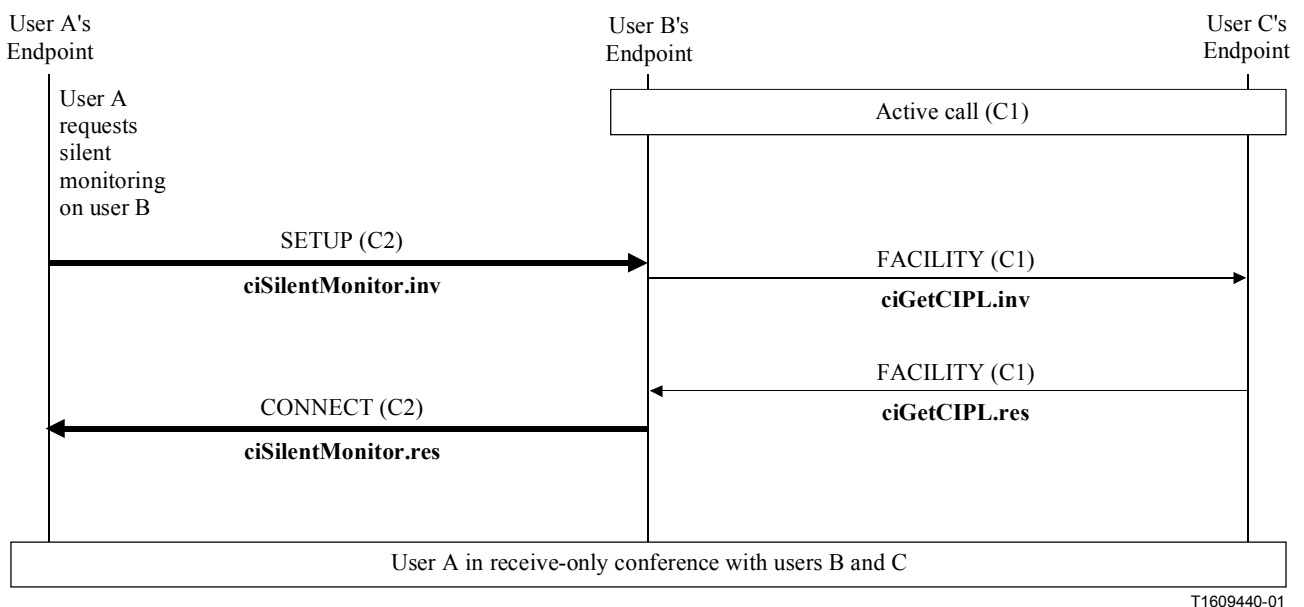 User A's
Endpoint
User B's
Endpoint
User C's
Endpoint
User A
requests
silent
monitoring
on user B
Active call (C1)
SETUP (C2)
ciSilentMonitor.inv
FACILITY (C1)
ciGetCIPL.inv
FACILITY (C1)
ciGetCIPL.res
CONNECT (C2)
ciSilentMonitor.res
User A in receive-only conference with users B and C
T1609440-01